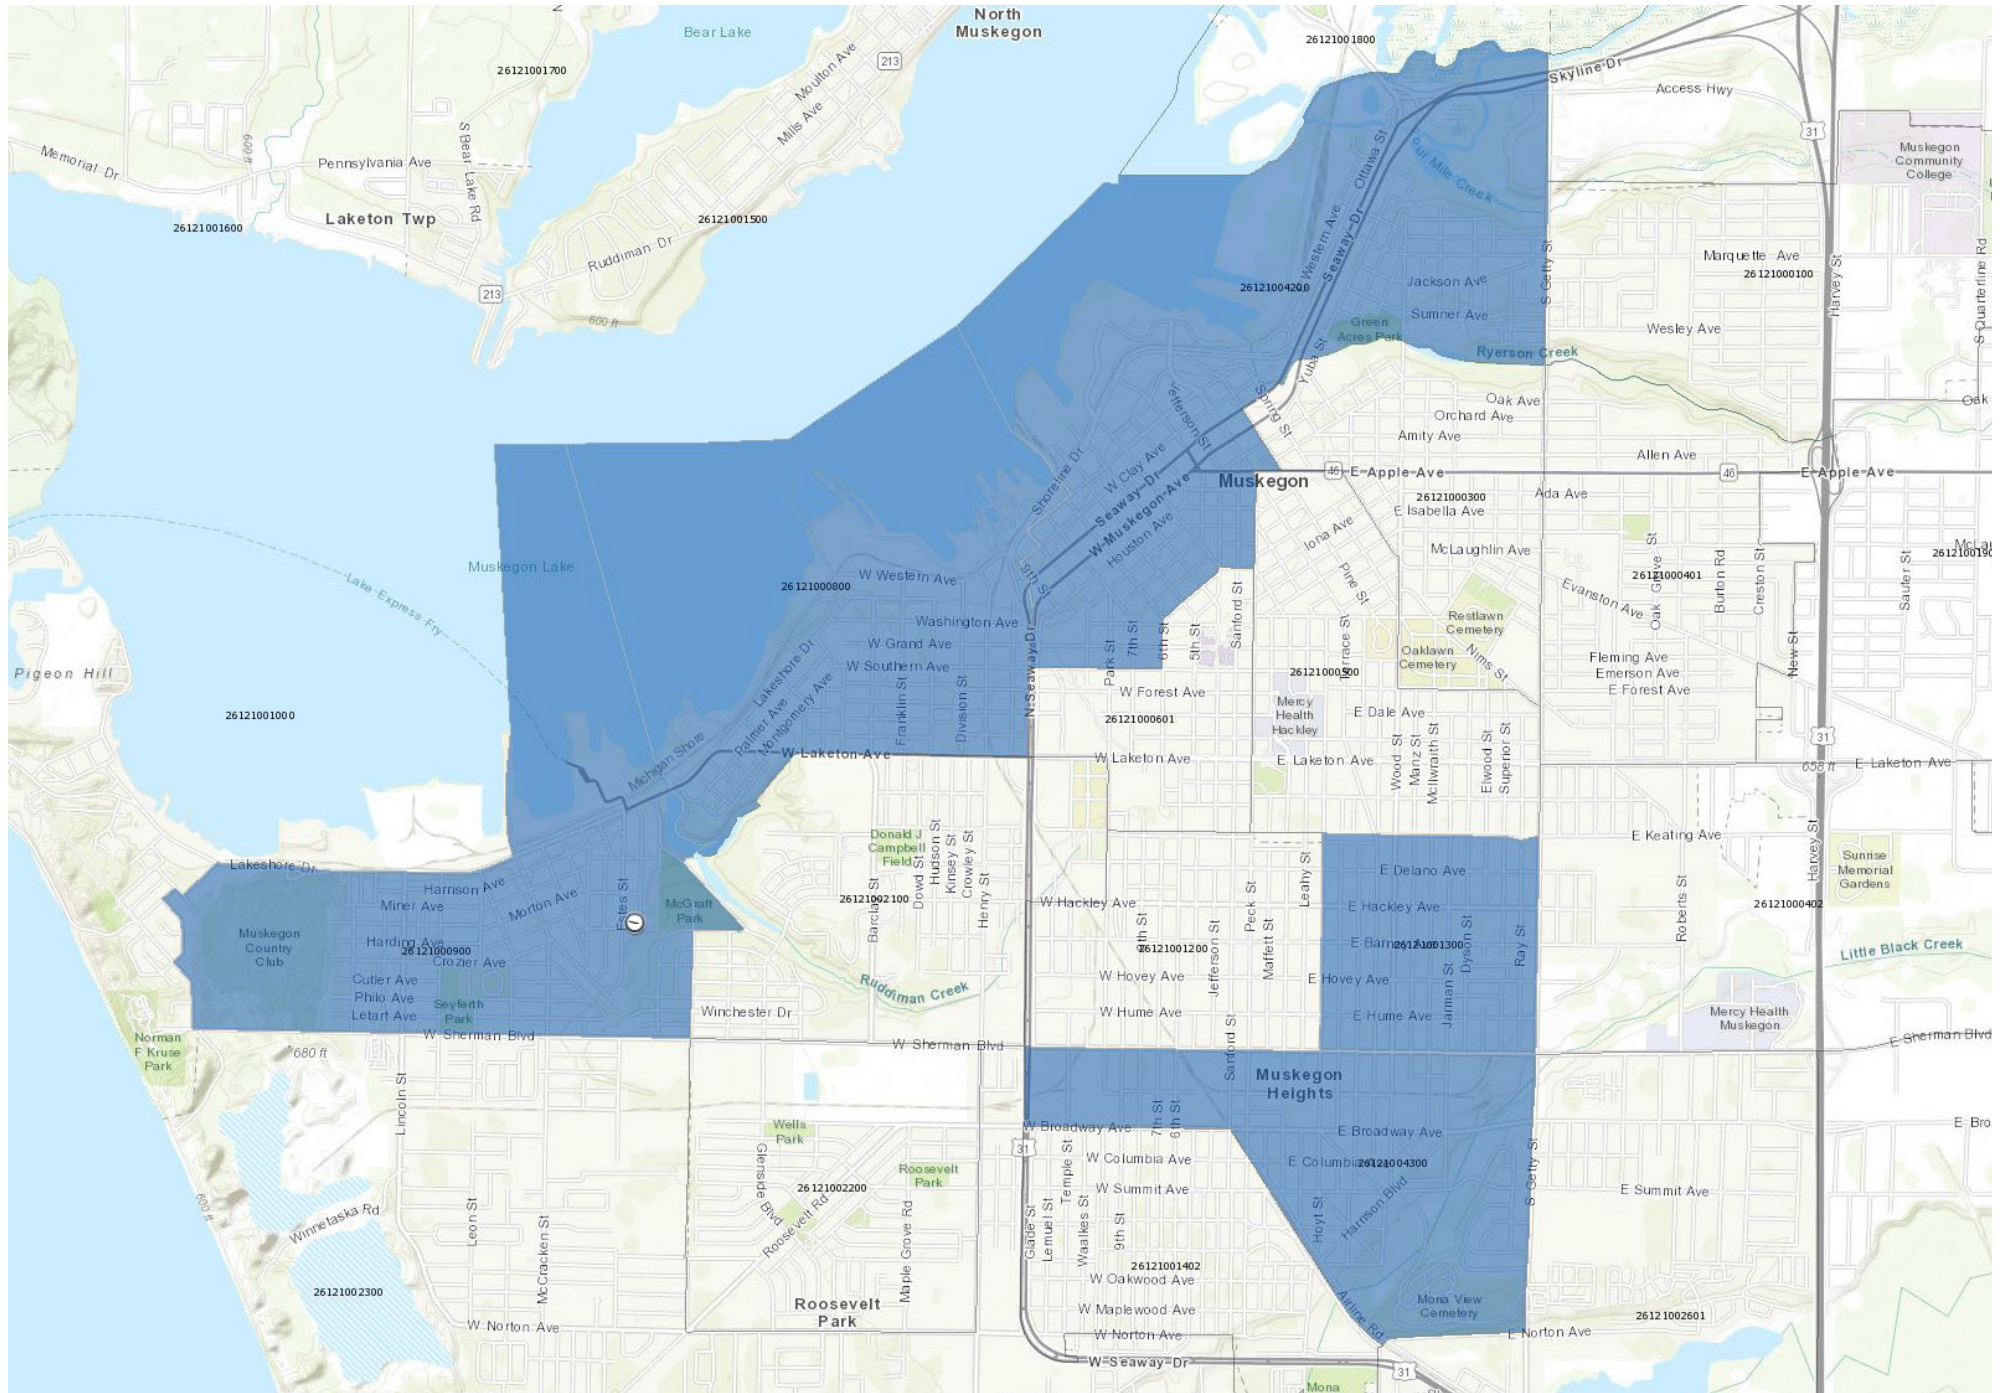 North
Muskegon
Bear Lake
26121001800
213
26121001700
Moulton Ave
Mills Ave
Skyline Dr
Access Hwy
31
Memorial Dr
600 ft
Pennsylvania Ave
S Bear Lake Rd
Laketon Twp
26121001600
26121001500
Ruddiman Dr
213
600 ft
Muskegon
Community
College
Four Mile Creek
Ottawa St
Western Ave
Seaway Dr
26121004200
Jackson Ave
Sumner Ave
Green
Acres Park
S Getty St
Marquette Ave
26121000100
Harvey St
Wesley Ave
S Quarterline Rd
Ryerson Creek
Yuba St
Spring St
Jefferson St
Oak Ave
Orchard Ave
Amity Ave
Allen Ave
Oak
46
E Apple Ave
46
E Apple Ave
Muskegon
W Clay Ave
Shoreline Dr
Seaway Dr
W Muskegon Ave
Houston Ave
9th St
26121000300
Ada Ave
E Isabella Ave
Iona Ave
McLaughlin Ave
Pine St
26121000401
Oak Grove St
Burton Rd
Creston St
Evanston Ave
Sauter St
26121001900
Muskegon Lake
Lake Express Fry
26121000800
W Western Ave
Washington Ave
W Grand Ave
W Southern Ave
Lakeshore Dr
Palmer Ave
Montgomery Ave
Franklin St
Division St
N Seaway Dr
Park St
7th St
6th St
5th St
Sanford St
Terrace St
Restlawn
Cemetery
Oaklawn
Cemetery
Nims St
Fleming Ave
Emerson Ave
E Forest Ave
New St
Pigeon Hill
26121001000
26121000500
W Forest Ave
26121000601
Mercy
Health
Hackley
E Dale Ave
Michigan Shore
W Laketon Ave
W Laketon Ave
E Laketon Ave
Wood St
Manz St
McIlwraith St
Elwood St
Superior St
31
658 ft
E Laketon Ave
Donald J
Campbell
Field
Hudson St
Kinsey St
Crowley St
Dowd St
Henry St
Barclay St
26121002100
E Keating Ave
Harvey St
Sunrise
Memorial
Gardens
Lakeshore Dr
Harrison Ave
Miner Ave
Morton Ave
Estes St
McGraft
Park
Muskegon
Country
Club
Harding Ave
26121000900
Crozier Ave
Cutler Ave
Philo Ave
Letart Ave
Seyferth
Park
W Sherman Blvd
Ruddiman Creek
Winchester Dr
W Sherman Blvd
W Hackley Ave
26121001200
W Hovey Ave
W Hume Ave
Jefferson St
Peck St
Maffett St
Leahy St
Sanford St
E Delano Ave
E Hackley Ave
26121001300
E Hovey Ave
E Hume Ave
Jarman St
Dyson St
Ray St
Roberts St
26121000402
Little Black Creek
Mercy Health
Muskegon
E Sherman Blvd
Norman
F Kruse
Park
680 ft
Lincoln St
Muskegon
Heights
Wells
Park
W Broadway Ave
7th St
6th St
E Broadway Ave
E Bro
31
W Columbia Ave
26121004300
W Summit Ave
E Summit Ave
Glenside Blvd
26121002200
Roosevelt
Park
Roosevelt Rd
Maple Grove Rd
Glade St
Lemuel St
Temple St
Waalkes St
9th St
Hoyt St
Harrison Blvd
S Getty St
600 ft
Winnetaska Rd
Leon St
McCracken St
26121002300
26121001402
W Oakwood Ave
W Maplewood Ave
W Norton Ave
Roosevelt
Park
W Norton Ave
Airline Rd
Mona View
Cemetery
26121002601
E Norton Ave
W Seaway Dr
31
Mona